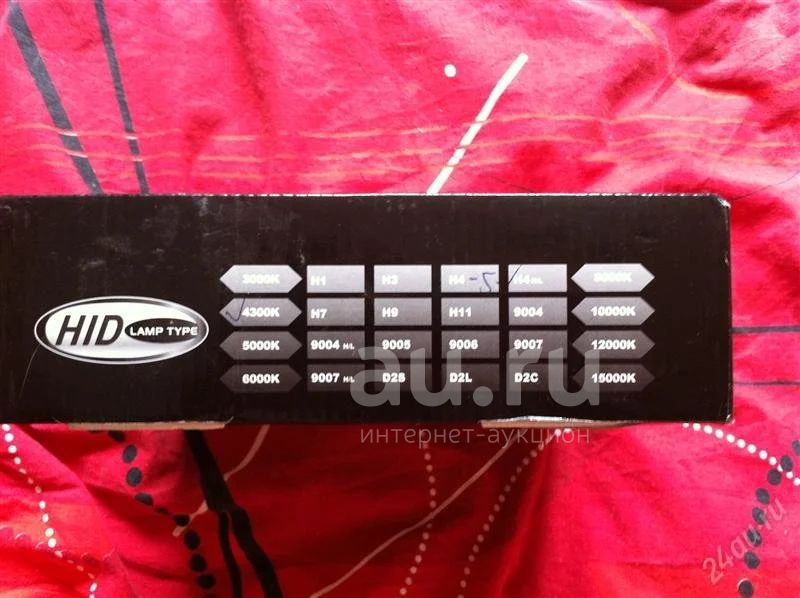 3000K H1 H3 H4 -S- H4 H/L 8000K
4300K H7 H9 H11 9004 10000K
HID LAMP TYPE
5000K 9004 H/L 9005 9006 9007 12000K
6000K 9007 H/L D2S D2L D2C 15000K
au.ru
интернет-аукцион
24au.ru